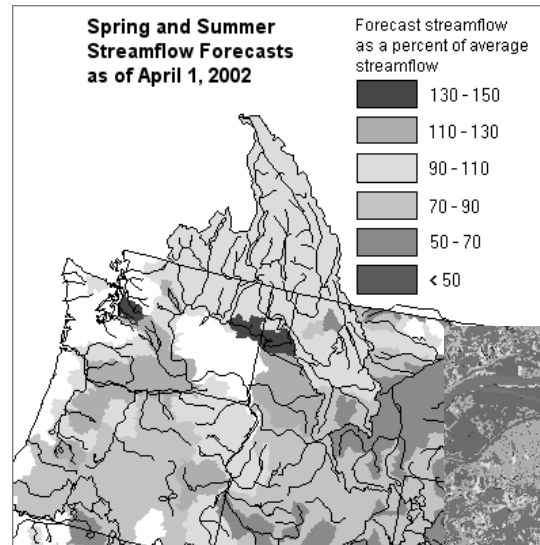 Spring and Summer
Streamflow Forecasts
as of April 1, 2002
Forecast streamflow
as a percent of average
streamflow
130 - 150
110 - 130
90 - 110
70 - 90
50 - 70
< 50